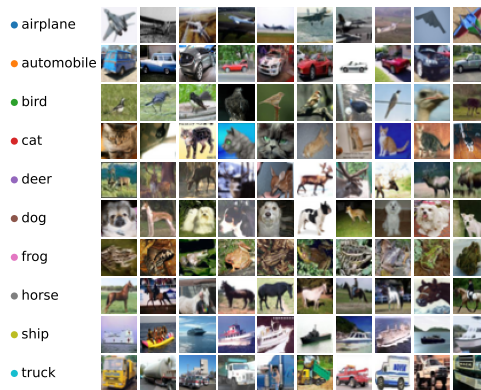 airplane
automobile
bird
cat
deer
dog
frog
horse
ship
truck